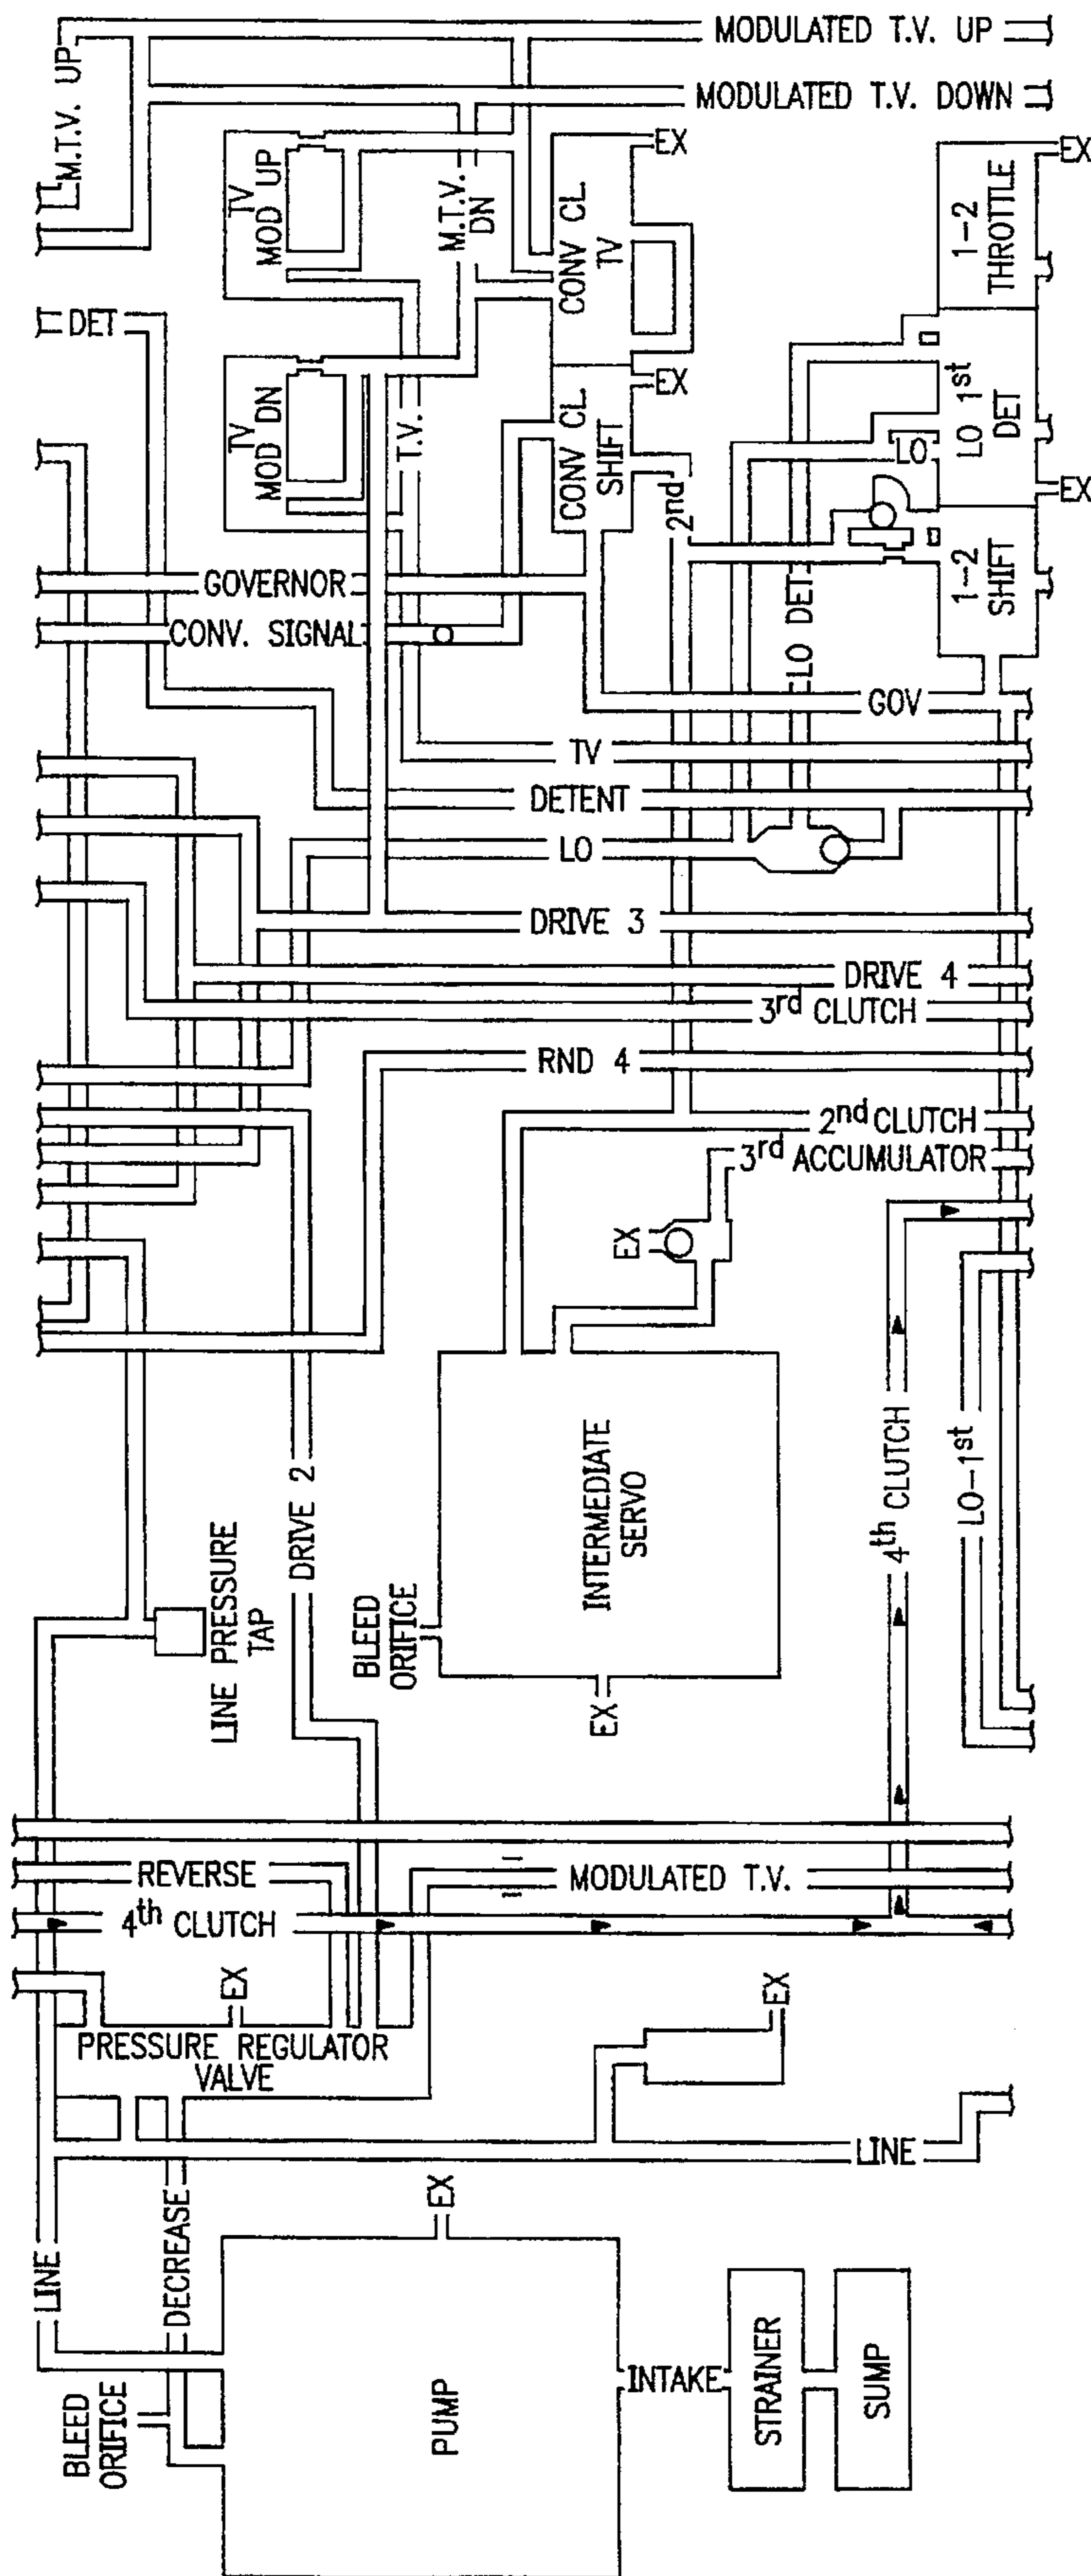 MODULATED T.V. UP
M.T.V. UP
MODULATED T.V. DOWN
EX
EX
TV
MOD UP
M.T.V.
DN
CONV CL.
TV
1-2
THROTTLE
DET
TV
MOD DN
T.V.
CONV CL.
SHIFT
EX
LO 1st
DET
LO
EX
2nd
1-2
SHIFT
GOVERNOR
CONV. SIGNAL
LO DET
GOV
TV
DETENT
LO
DRIVE 3
DRIVE 4
3rd CLUTCH
RND 4
2nd CLUTCH
3rd ACCUMULATOR
EX
DRIVE 2
INTERMEDIATE
SERVO
4th CLUTCH
LO-1st
LINE PRESSURE
TAP
BLEED
ORIFICE
EX
REVERSE
MODULATED T.V.
4th CLUTCH
EX
EX
PRESSURE REGULATOR
VALVE
LINE
EX
LINE
DECREASE
BLEED
ORIFICE
PUMP
INTAKE
STRAINER
SUMP